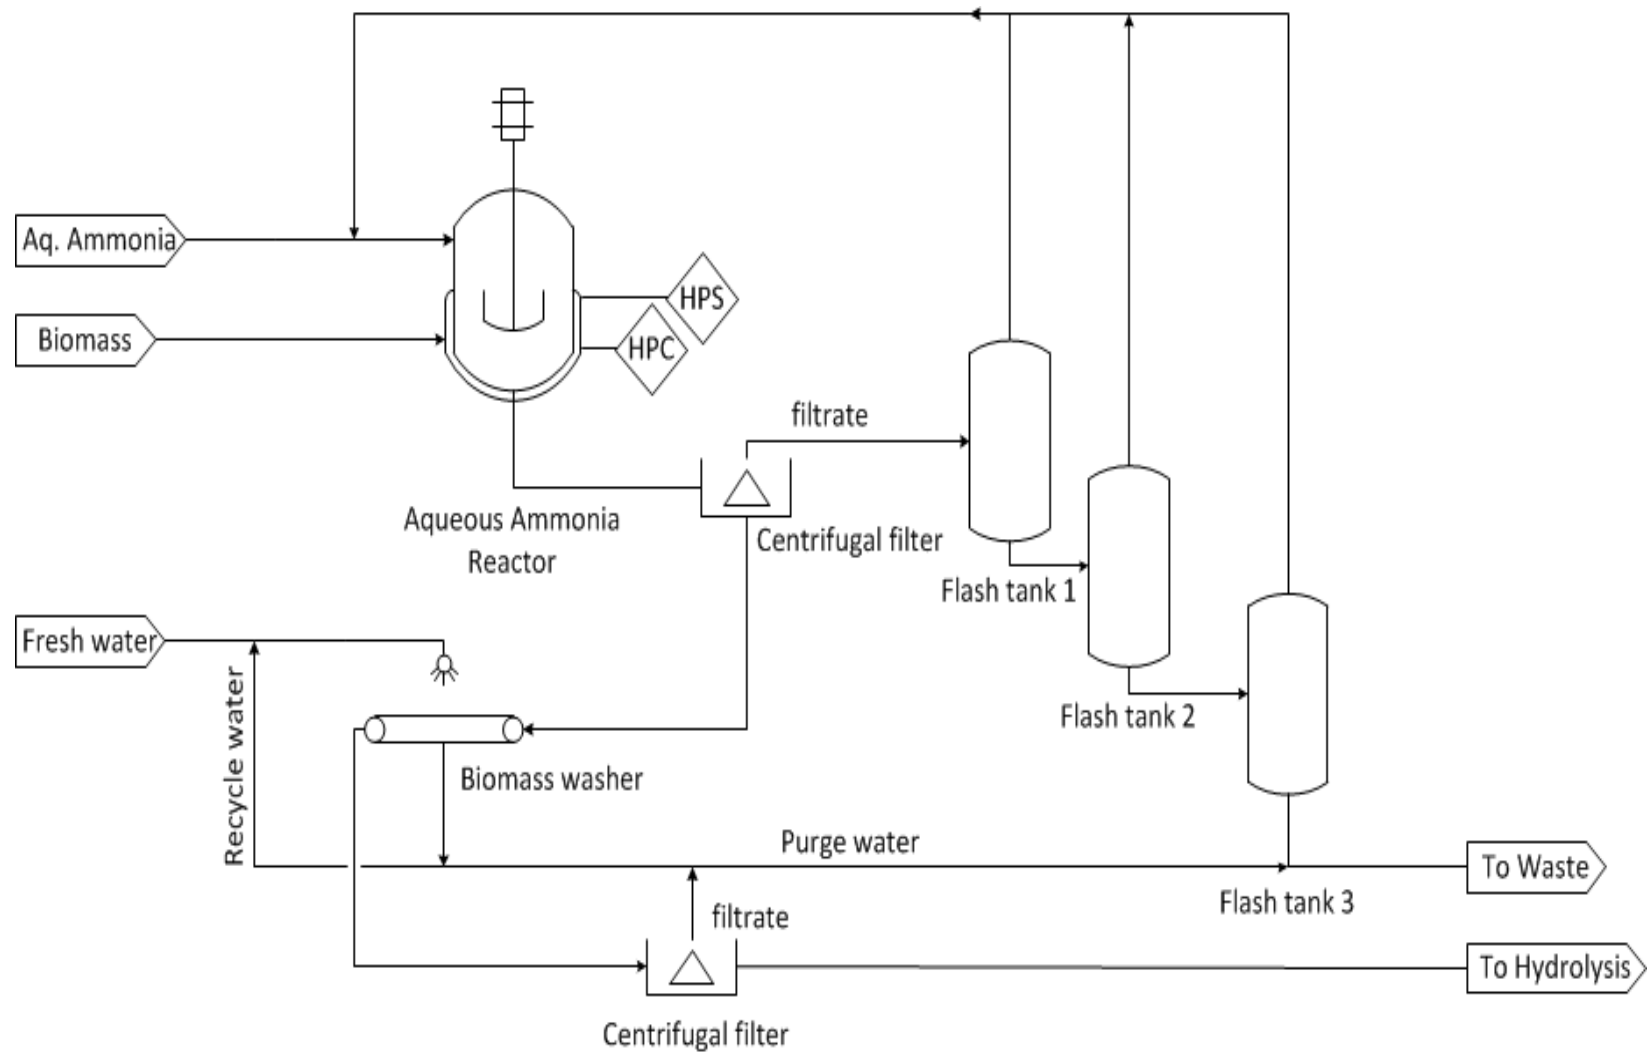 Aq. Ammonia
HPS
Biomass
HPC
filtrate
Aqueous Ammonia
Reactor
Centrifugal filter
Flash tank 1
Fresh water
Recycle water
Flash tank 2
Biomass washer
Purge water
To Waste
Flash tank 3
filtrate
To Hydrolysis
Centrifugal filter